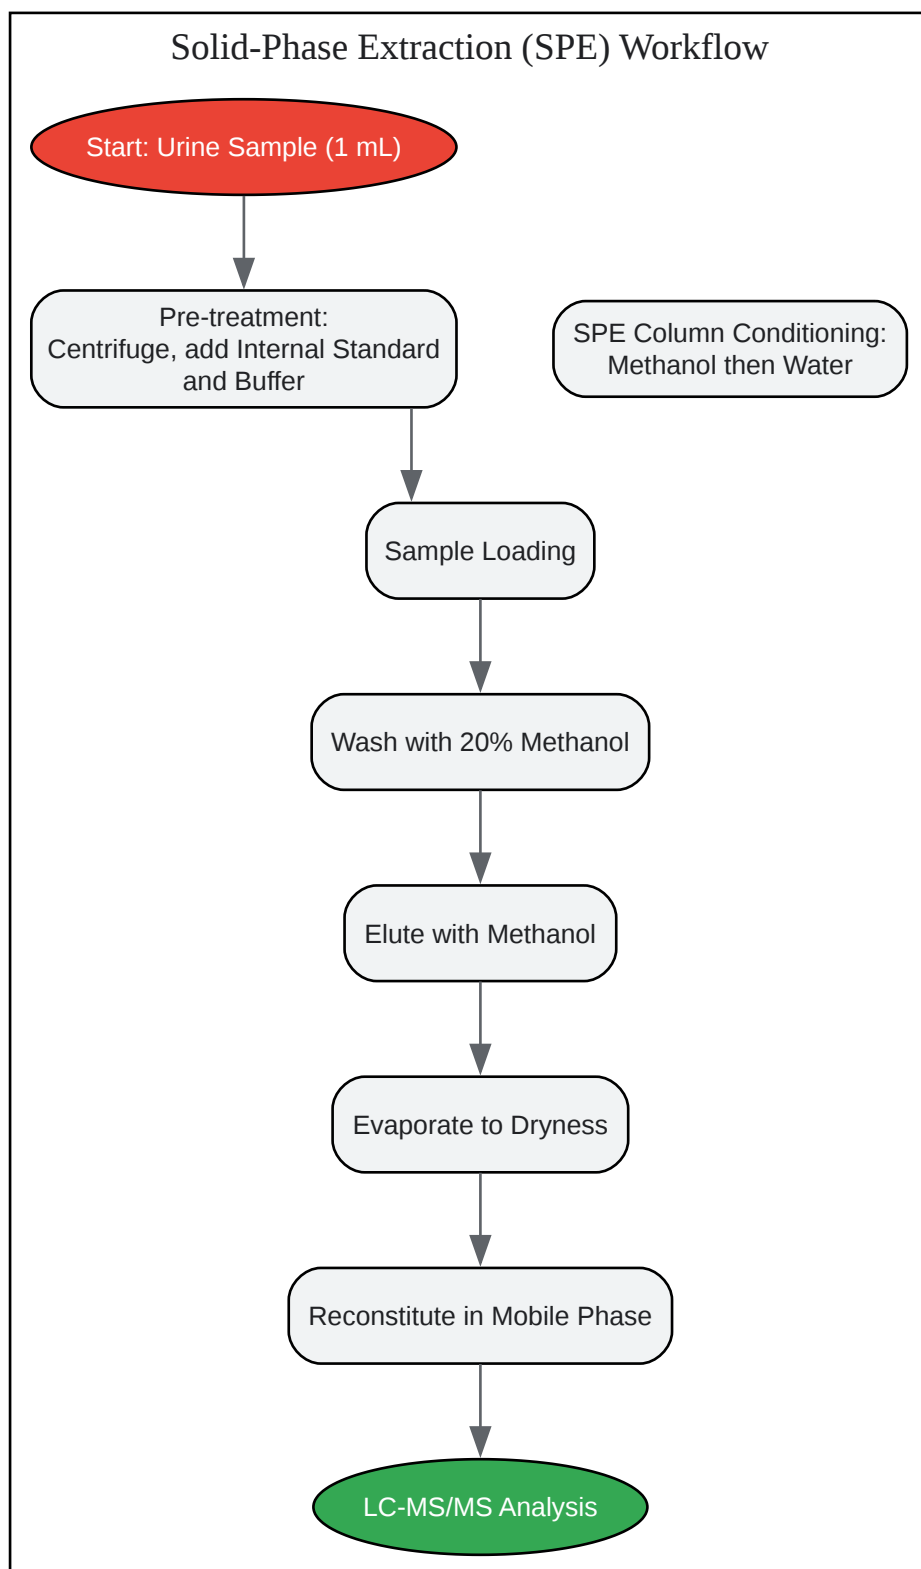 Solid-Phase Extraction (SPE) Workflow
Start: Urine Sample (1 mL)
Pre-treatment:
Centrifuge, add Internal Standard
and Buffer
SPE Column Conditioning:
Methanol then Water
Sample Loading
Wash with 20% Methanol
Elute with Methanol
Evaporate to Dryness
Reconstitute in Mobile Phase
LC-MS/MS Analysis